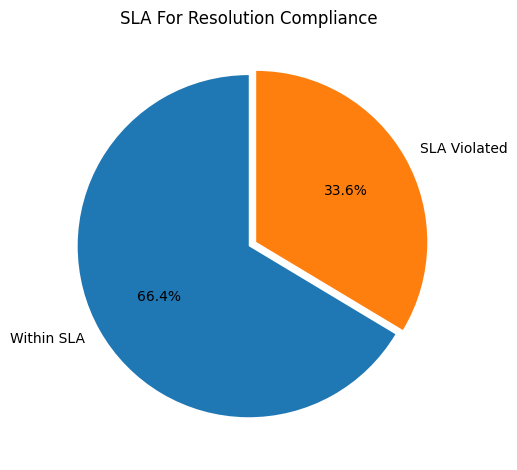 SLA For Resolution Compliance
SLA Violated
33.6%
66.4%
Within SLA